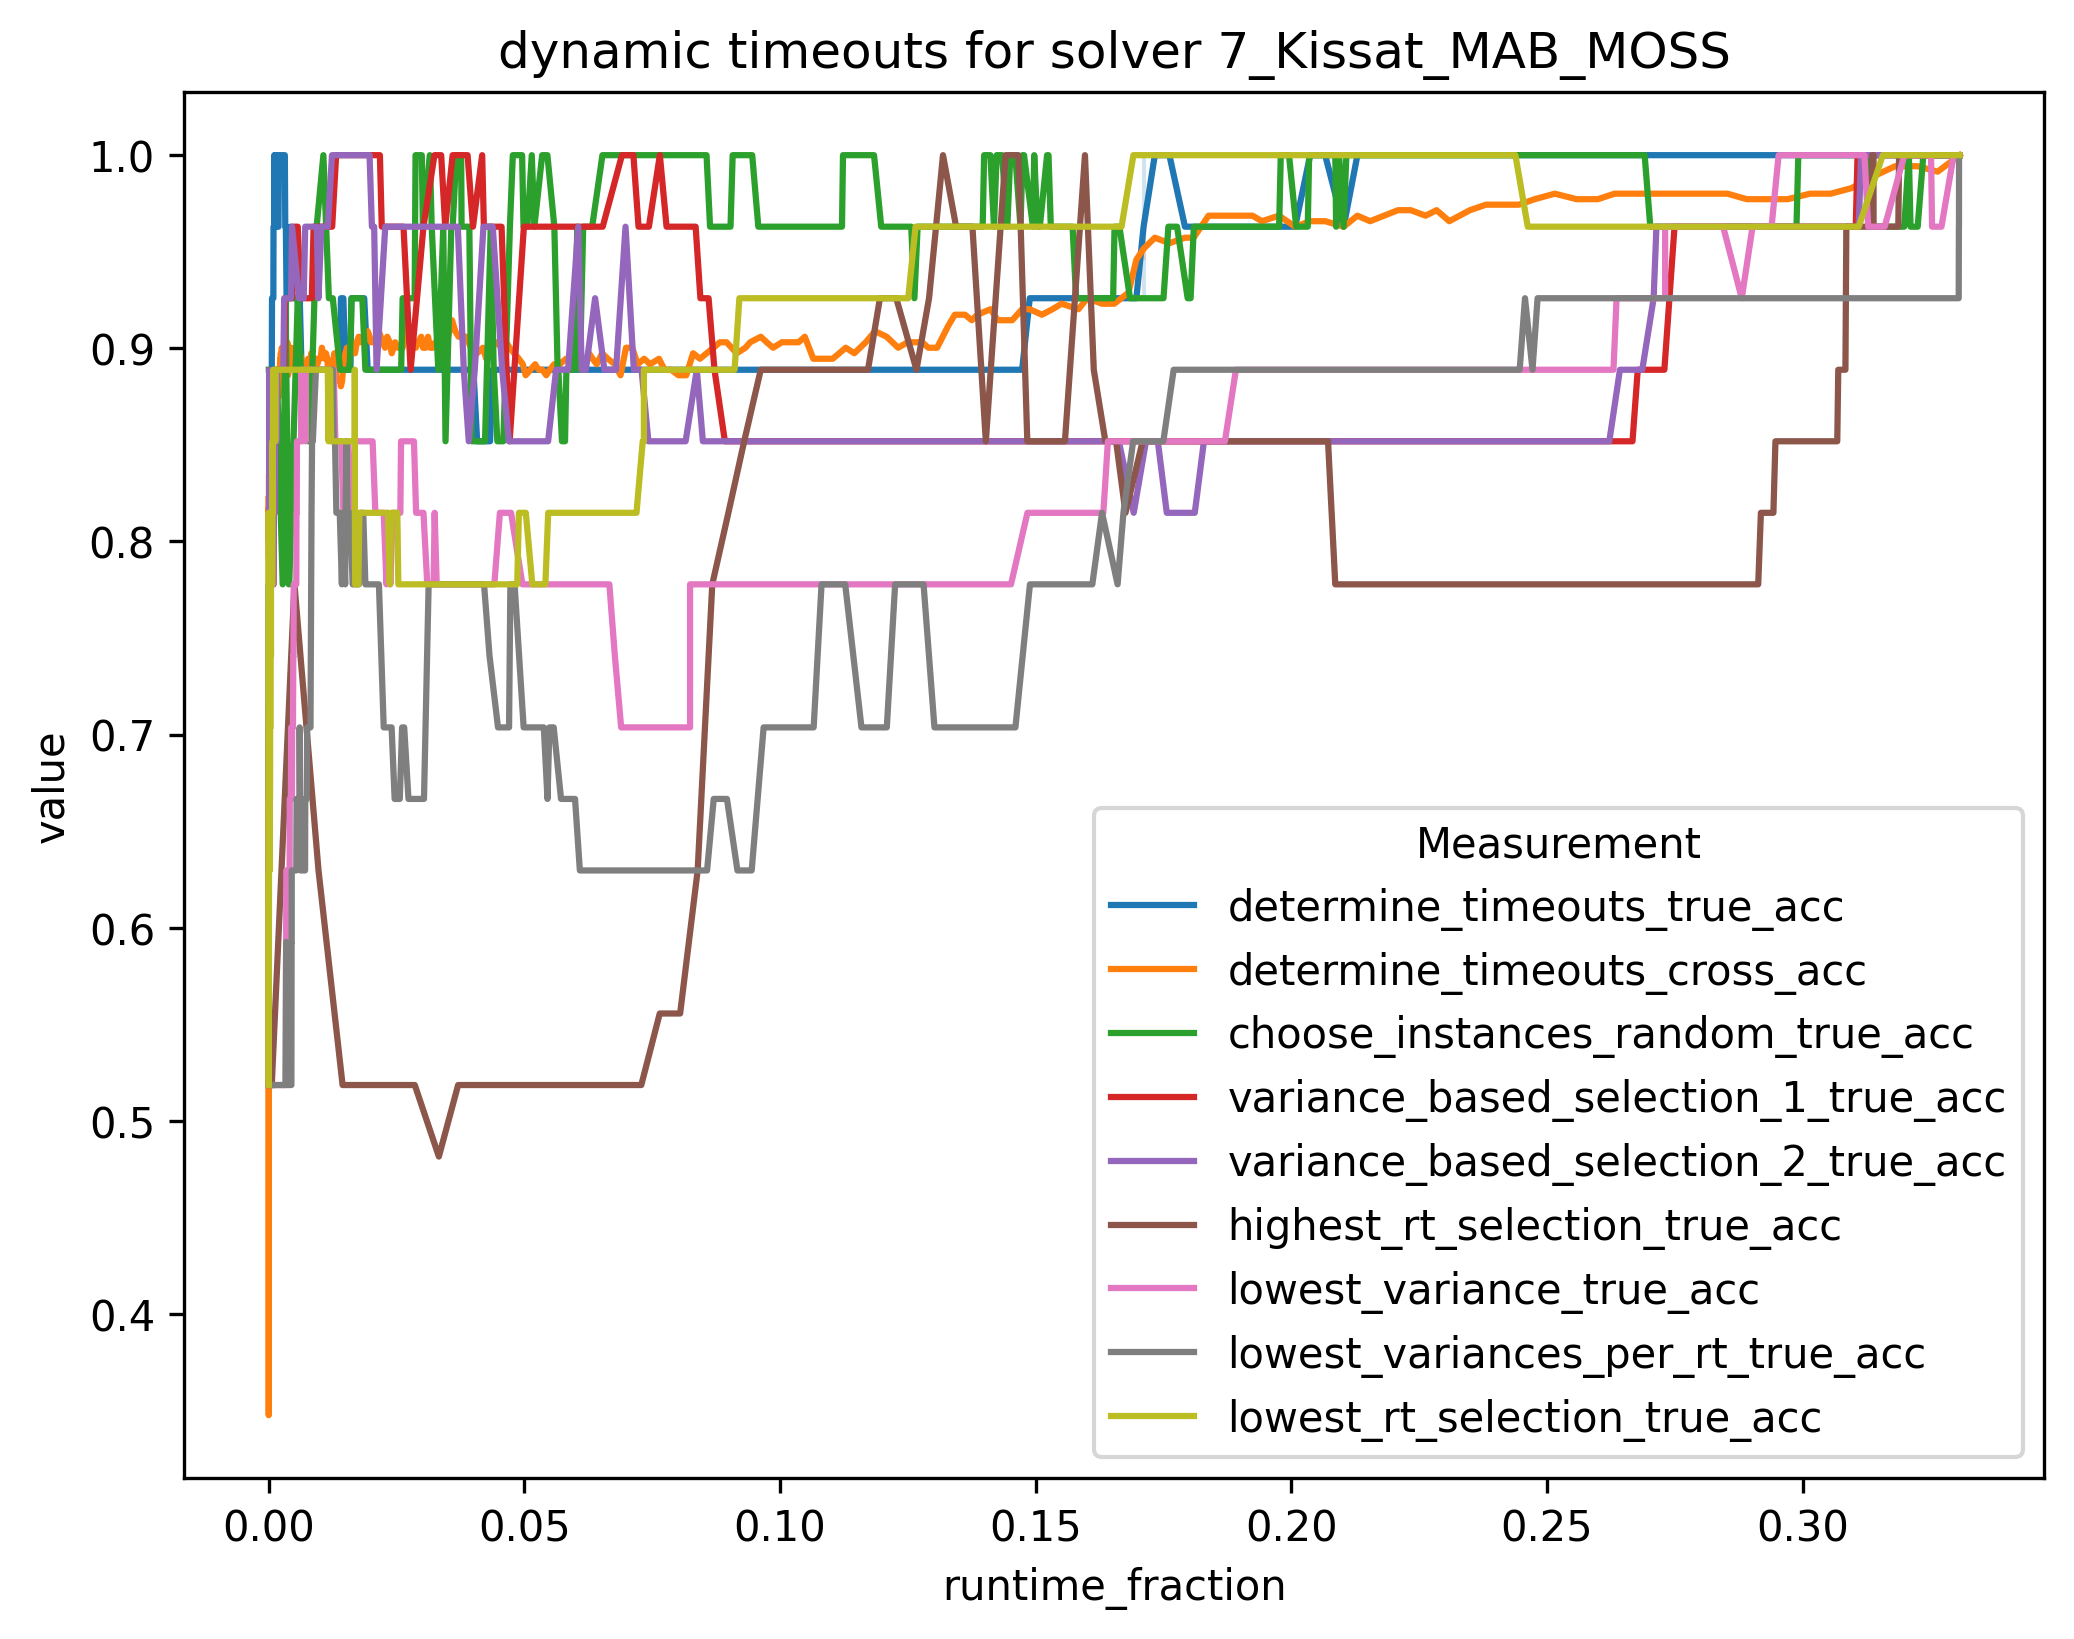 dynamic timeouts for solver 7_Kissat_MAB_MOSS
1.0
0.9
0.8
0.7
0.6
0.5
0.4
value
Measurement
determine_timeouts_true_acc
determine_timeouts_cross_acc
choose_instances_random_true_acc
variance_based_selection_1_true_acc
variance_based_selection_2_true_acc
highest_rt_selection_true_acc
lowest_variance_true_acc
lowest_variances_per_rt_true_acc
lowest_rt_selection_true_acc
0.00 0.05 0.10 0.15 0.20 0.25 0.30
runtime_fraction